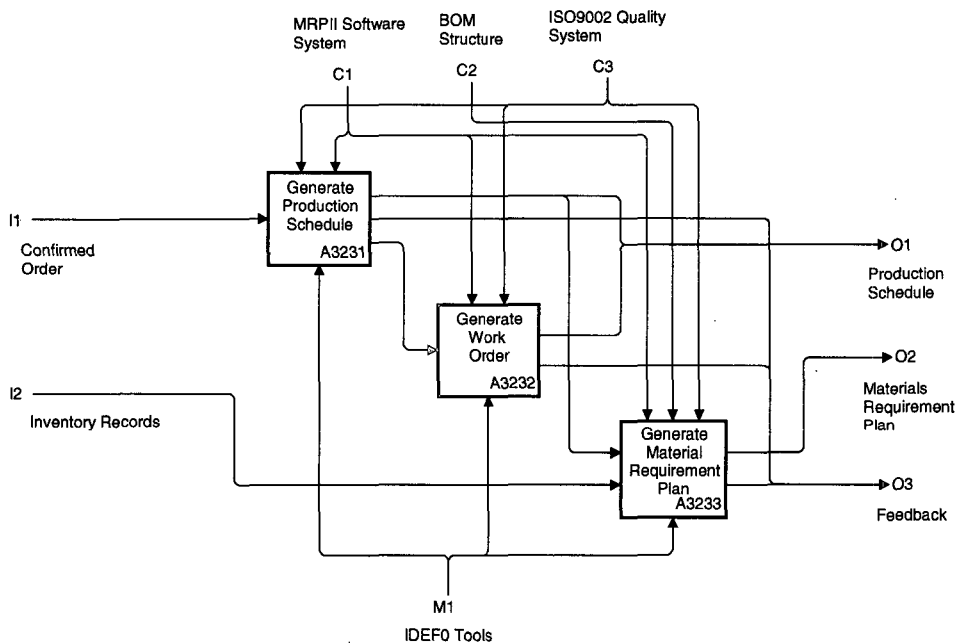 MRPII Software
System
C1
BOM
Structure
C2
ISO9002 Quality
System
C3
Generate
Production
Schedule
A3231
I1
Confirmed
Order
O1
Production
Schedule
Generate
Work
Order
A3232
O2
Materials
Requirement
Plan
I2
Inventory Records
Generate
Material
Requirement
Plan
A3233
O3
Feedback
M1
IDEF0 Tools